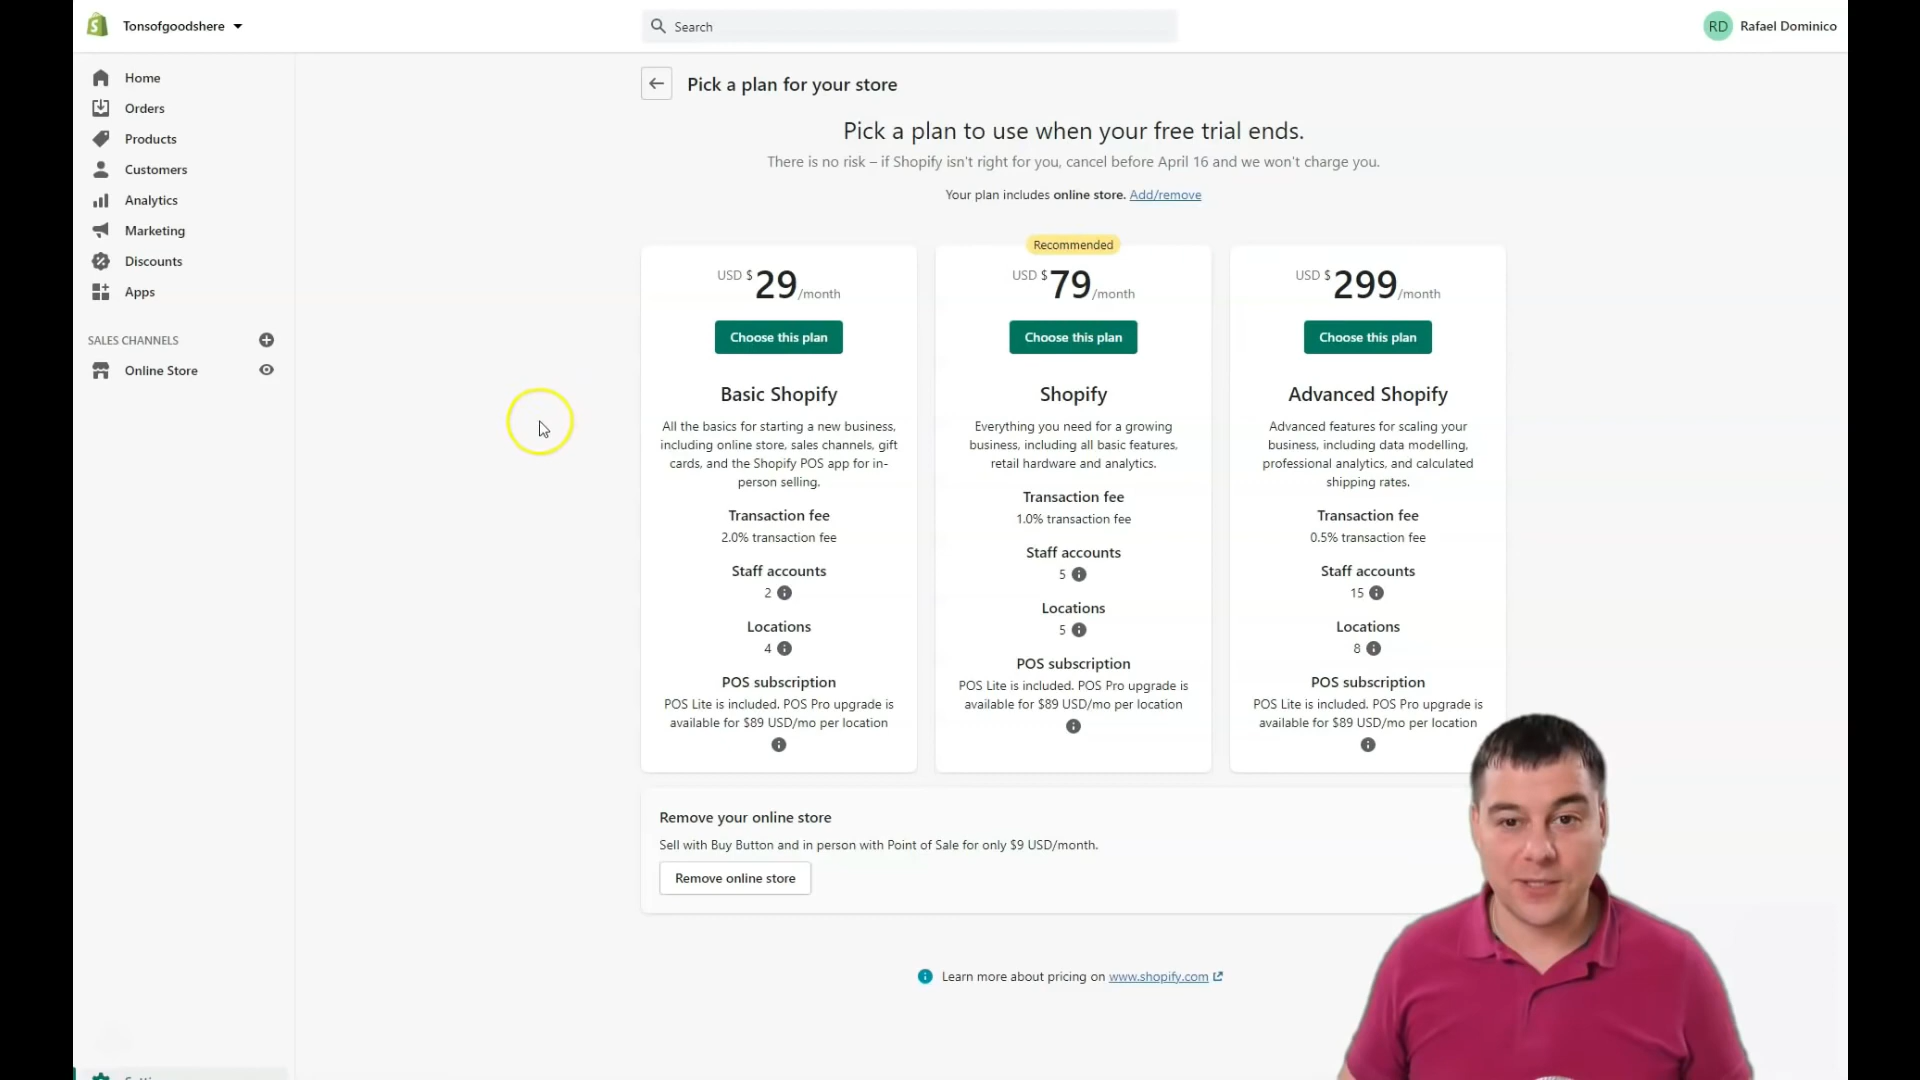 Tonsofgoodshere
Search
RD Rafael Dominico
Home
Orders
Products
Customers
Analytics
Marketing
Discounts
Apps
SALES CHANNELS
Online Store
Pick a plan for your store
Pick a plan to use when your free trial ends.
There is no risk – if Shopify isn't right for you, cancel before April 16 and we won't charge you.
Your plan includes online store. Add/remove
USD $ 29 /month
Choose this plan
Basic Shopify
All the basics for starting a new business,
including online store, sales channels, gift
cards, and the Shopify POS app for in-
person selling.
Transaction fee
2.0% transaction fee
Staff accounts
2
Locations
4
POS subscription
POS Lite is included. POS Pro upgrade is
available for $89 USD/mo per location
Recommended
USD $ 79 /month
Choose this plan
Shopify
Everything you need for a growing
business, including all basic features,
retail hardware and analytics.
Transaction fee
1.0% transaction fee
Staff accounts
5
Locations
5
POS subscription
POS Lite is included. POS Pro upgrade is
available for $89 USD/mo per location
USD $ 299 /month
Choose this plan
Advanced Shopify
Advanced features for scaling your
business, including data modelling,
professional analytics, and calculated
shipping rates.
Transaction fee
0.5% transaction fee
Staff accounts
15
Locations
8
POS subscription
POS Lite is included. POS Pro upgrade is
available for $89 USD/mo per location
Remove your online store
Sell with Buy Button and in person with Point of Sale for only $9 USD/month.
Remove online store
Learn more about pricing on www.shopify.com